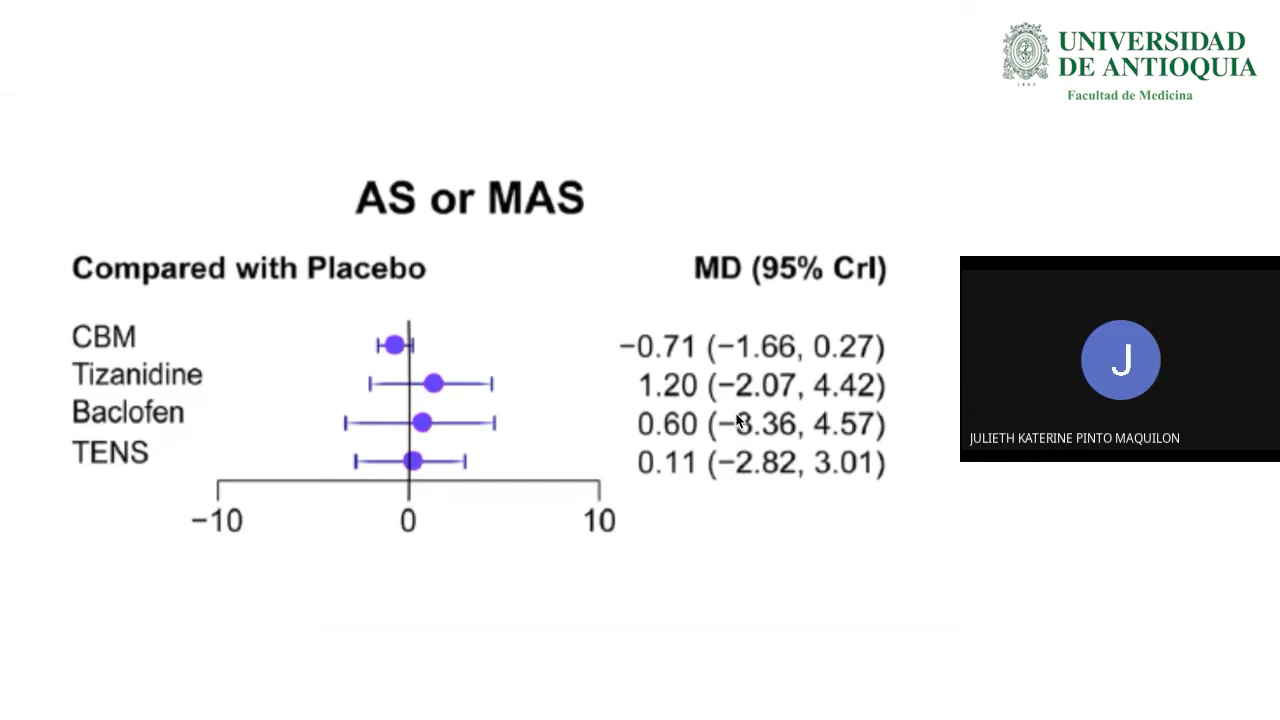 UNIVERSIDAD
DE ANTIOQUIA
1803
Facultad de Medicina
AS or MAS
Compared with Placebo MD (95% CrI)
CBM −0.71 (−1.66, 0.27)
Tizanidine 1.20 (−2.07, 4.42)
Baclofen 0.60 (−3.36, 4.57)
TENS 0.11 (−2.82, 3.01)
−10 0 10
J
JULIETH KATERINE PINTO MAQUILON